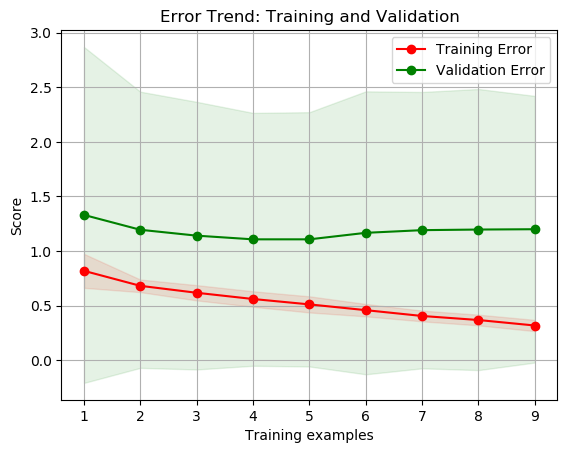 Error Trend: Training and Validation
3.0
2.5
2.0
1.5
1.0
0.5
0.0
Score
Training Error
Validation Error
1 2 3 4 5 6 7 8 9
Training examples